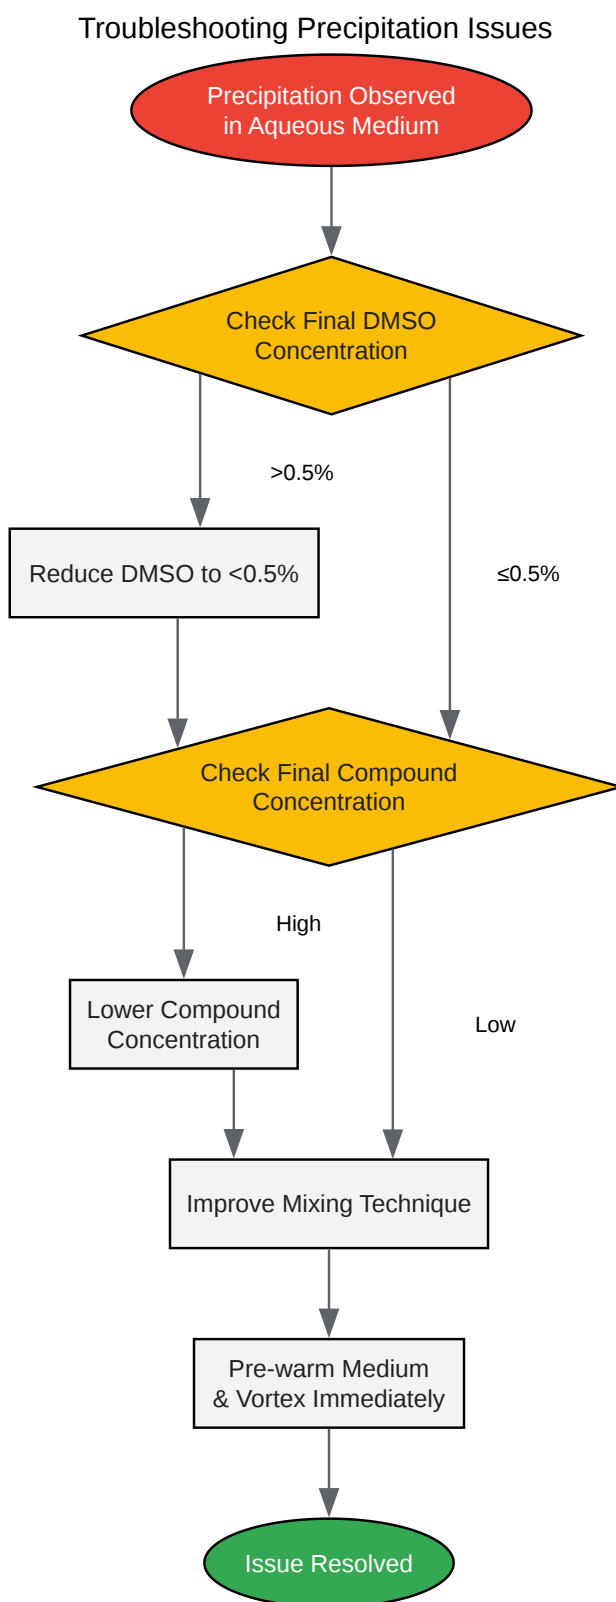 Troubleshooting Precipitation Issues
Precipitation Observed
in Aqueous Medium
Check Final DMSO
Concentration
>0.5%
Reduce DMSO to <0.5%
≤0.5%
Check Final Compound
Concentration
High
Lower Compound
Concentration
Low
Improve Mixing Technique
Pre-warm Medium
& Vortex Immediately
Issue Resolved